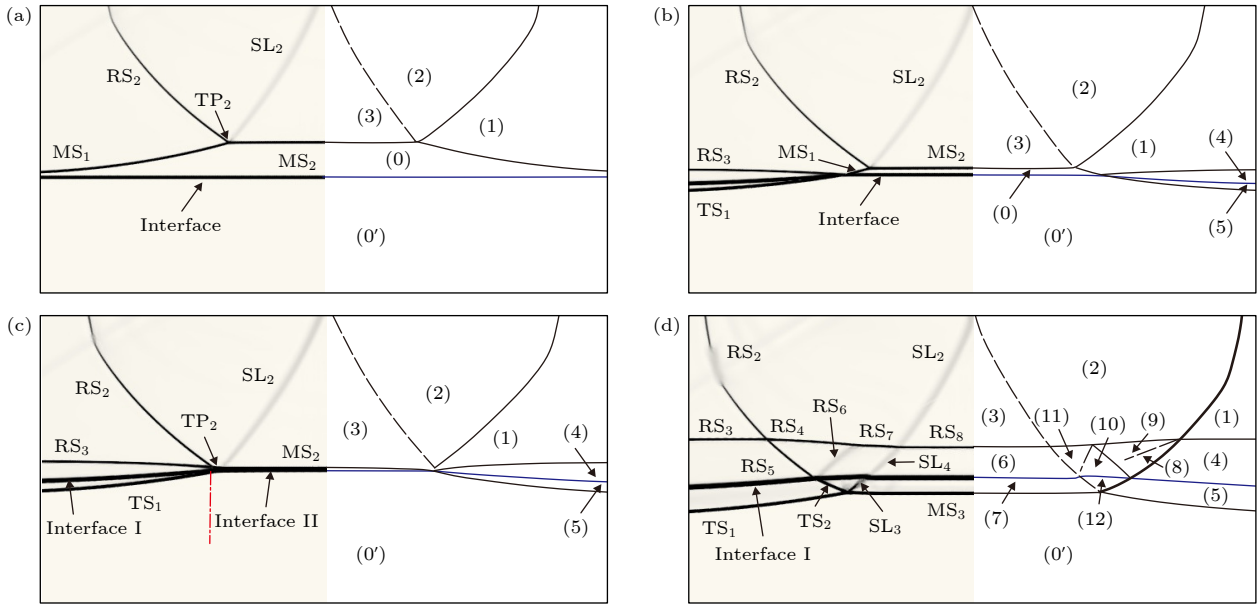 (a)
SL₂
RS₂
(2)
TP₂
(3)
(1)
MS₁
MS₂
(0)
Interface
(0′)
(b)
RS₂
SL₂
(2)
RS₃
MS₁
MS₂
(3)
(1)
(4)
TS₁
Interface
(0)
(0′)
(5)
(c)
RS₂
SL₂
(2)
TP₂
RS₃
MS₂
(3)
(1)
(4)
TS₁
Interface I
Interface II
(5)
(0′)
(d)
RS₂
SL₂
(2)
RS₆
(3)
(11)
(10)
(9)
(1)
RS₃
RS₄
RS₇
RS₈
RS₅
SL₄
(6)
(8)
(4)
TS₁
TS₂
SL₃
MS₃
(7)
(12)
(5)
Interface I
(0′)